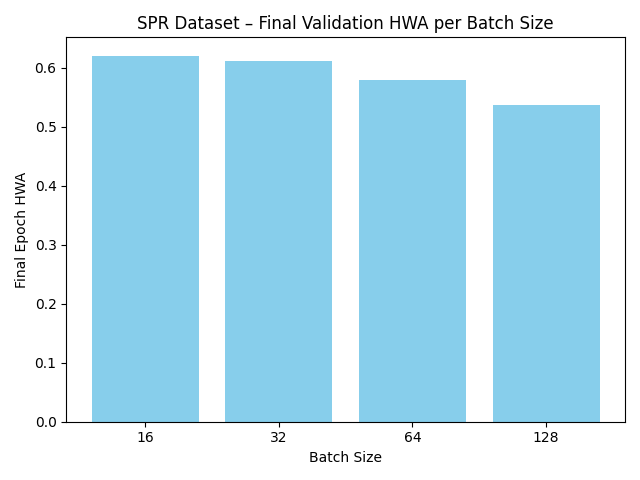 SPR Dataset – Final Validation HWA per Batch Size
0.6
0.5
0.4
0.3
0.2
0.1
0.0
Final Epoch HWA
16 32 64 128
Batch Size